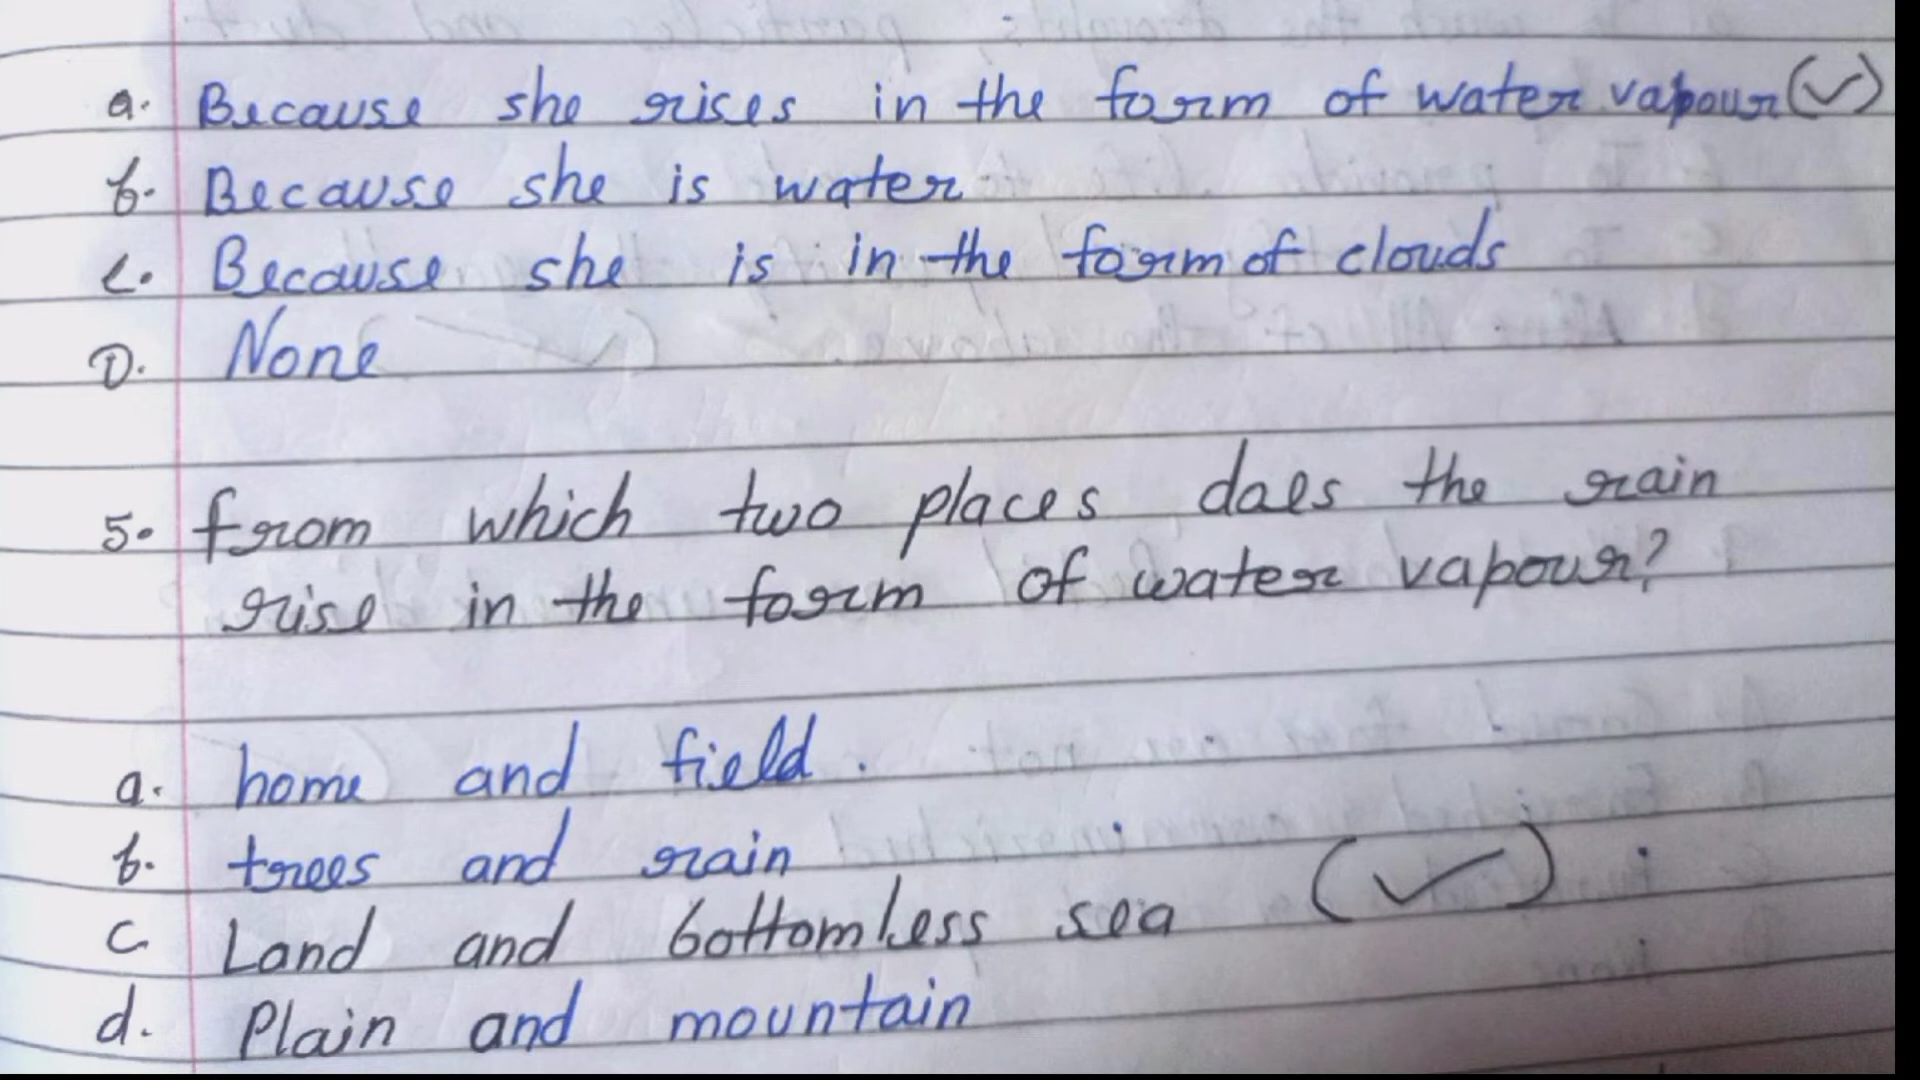 a. Because she rises in the form of water vapour (✓)
b. Because she is water
c. Because she is in the form of clouds
D. None
5. from which two places daes the rain
rise in the form of water vapour?
a. home and field.
b. trees and rain
c Land and bottomless sea (✓)
d. Plain and mountain